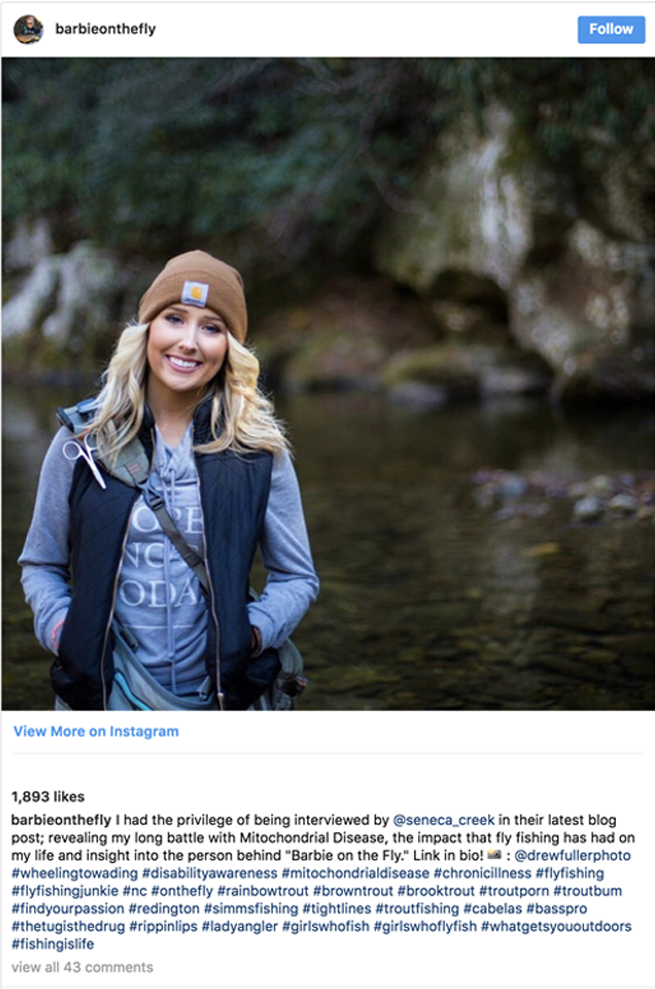 barbieonthefly
Follow
OPE
NO
ODA
View More on Instagram
1,893 likes
barbieonthefly I had the privilege of being interviewed by @seneca_creek in their latest blog
post; revealing my long battle with Mitochondrial Disease, the impact that fly fishing has had on
my life and insight into the person behind "Barbie on the Fly." Link in bio! 📸 : @drewfullerphoto
#wheelingtowading #disabilityawareness #mitochondrialdisease #chronicillness #flyfishing
#flyfishingjunkie #nc #onthefly #rainbowtrout #browntrout #brooktrout #troutporn #troutbum
#findyourpassion #redington #simmsfishing #tightlines #troutfishing #cabelas #basspro
#thetugisthedrug #rippinlips #ladyangler #girlswhofish #girlswhoflyfish #whatgetsyououtdoors
#fishingislife
view all 43 comments